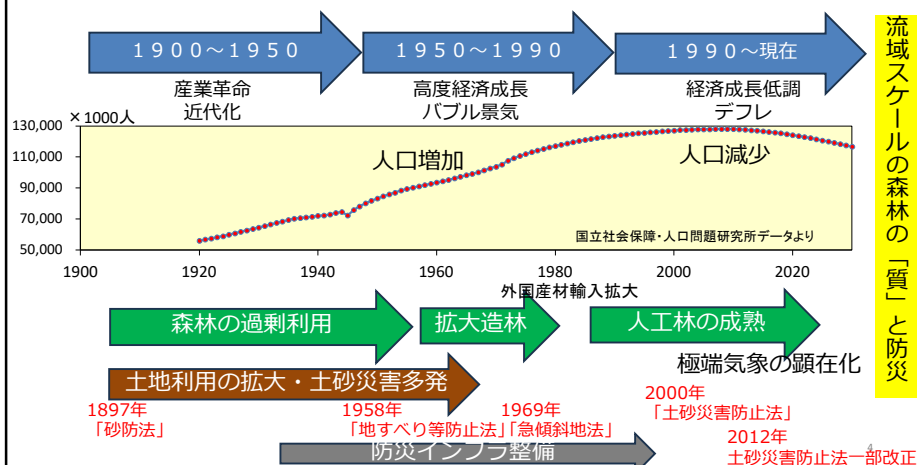 １９００～１９５０
１９５０～１９９０
１９９０～現在
産業革命
近代化
高度経済成長
バブル景気
経済成長低調
デフレ
×1000人
130,000
110,000
90,000
70,000
50,000
人口増加
人口減少
国立社会保障・人口問題研究所データより
1900
1920
1940
1960
1980
2000
2020
外国産材輸入拡大
森林の過剰利用
拡大造林
人工林の成熟
極端気象の顕在化
土地利用の拡大・土砂災害多発
1897年
「砂防法」
1958年
「地すべり等防止法」
1969年
「急傾斜地法」
2000年
「土砂災害防止法」
防災インフラ整備
2012年
土砂災害防止法一部改正
4
流域スケールの森林の「質」と防災